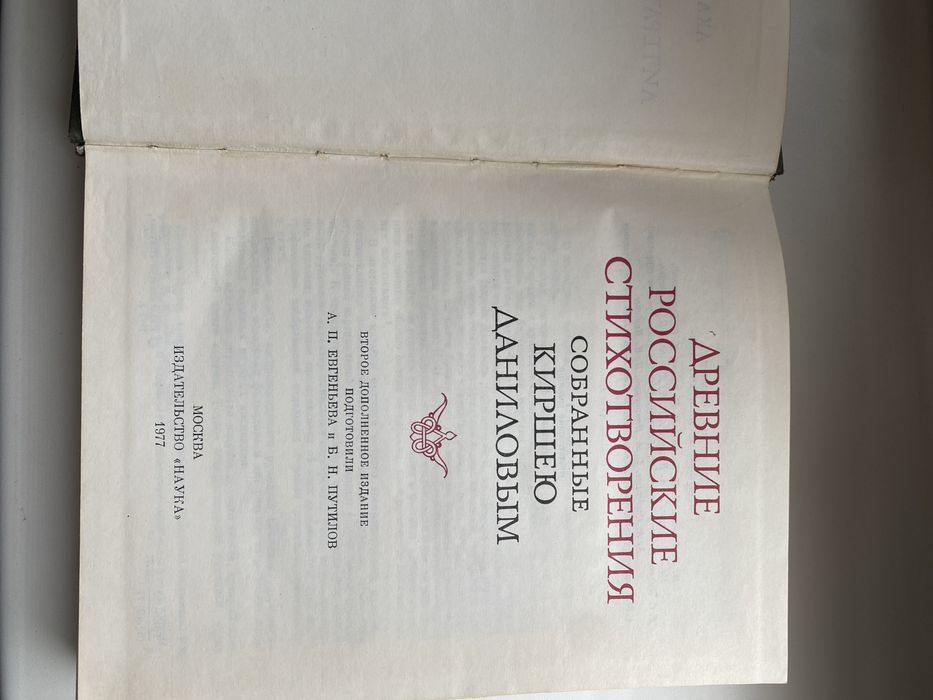 ДРЕВНИЕ
РОССИЙСКИЕ
СТИХОТВОРЕНИЯ
СОБРАННЫЕ
КИРШЕЮ
ДАНИЛОВЫМ
ВТОРОЕ ДОПОЛНЕННОЕ ИЗДАНИЕ
ПОДГОТОВИЛИ
А. П. ЕВГЕНЬЕВА и Б. Н. ПУТИЛОВ
МОСКВА
ИЗДАТЕЛЬСТВО «НАУКА»
1977